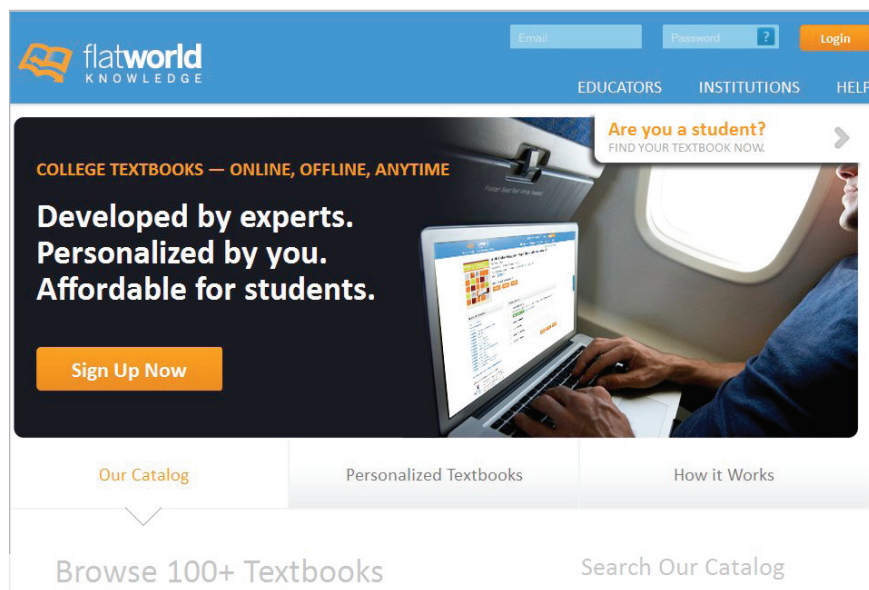 Email
Password
?
Login
flatworld
KNOWLEDGE
EDUCATORS
INSTITUTIONS
HELP
Are you a student?
FIND YOUR TEXTBOOK NOW.
COLLEGE TEXTBOOKS — ONLINE, OFFLINE, ANYTIME
Developed by experts.
Personalized by you.
Affordable for students.
Sign Up Now
Our Catalog
Personalized Textbooks
How it Works
Browse 100+ Textbooks
Search Our Catalog